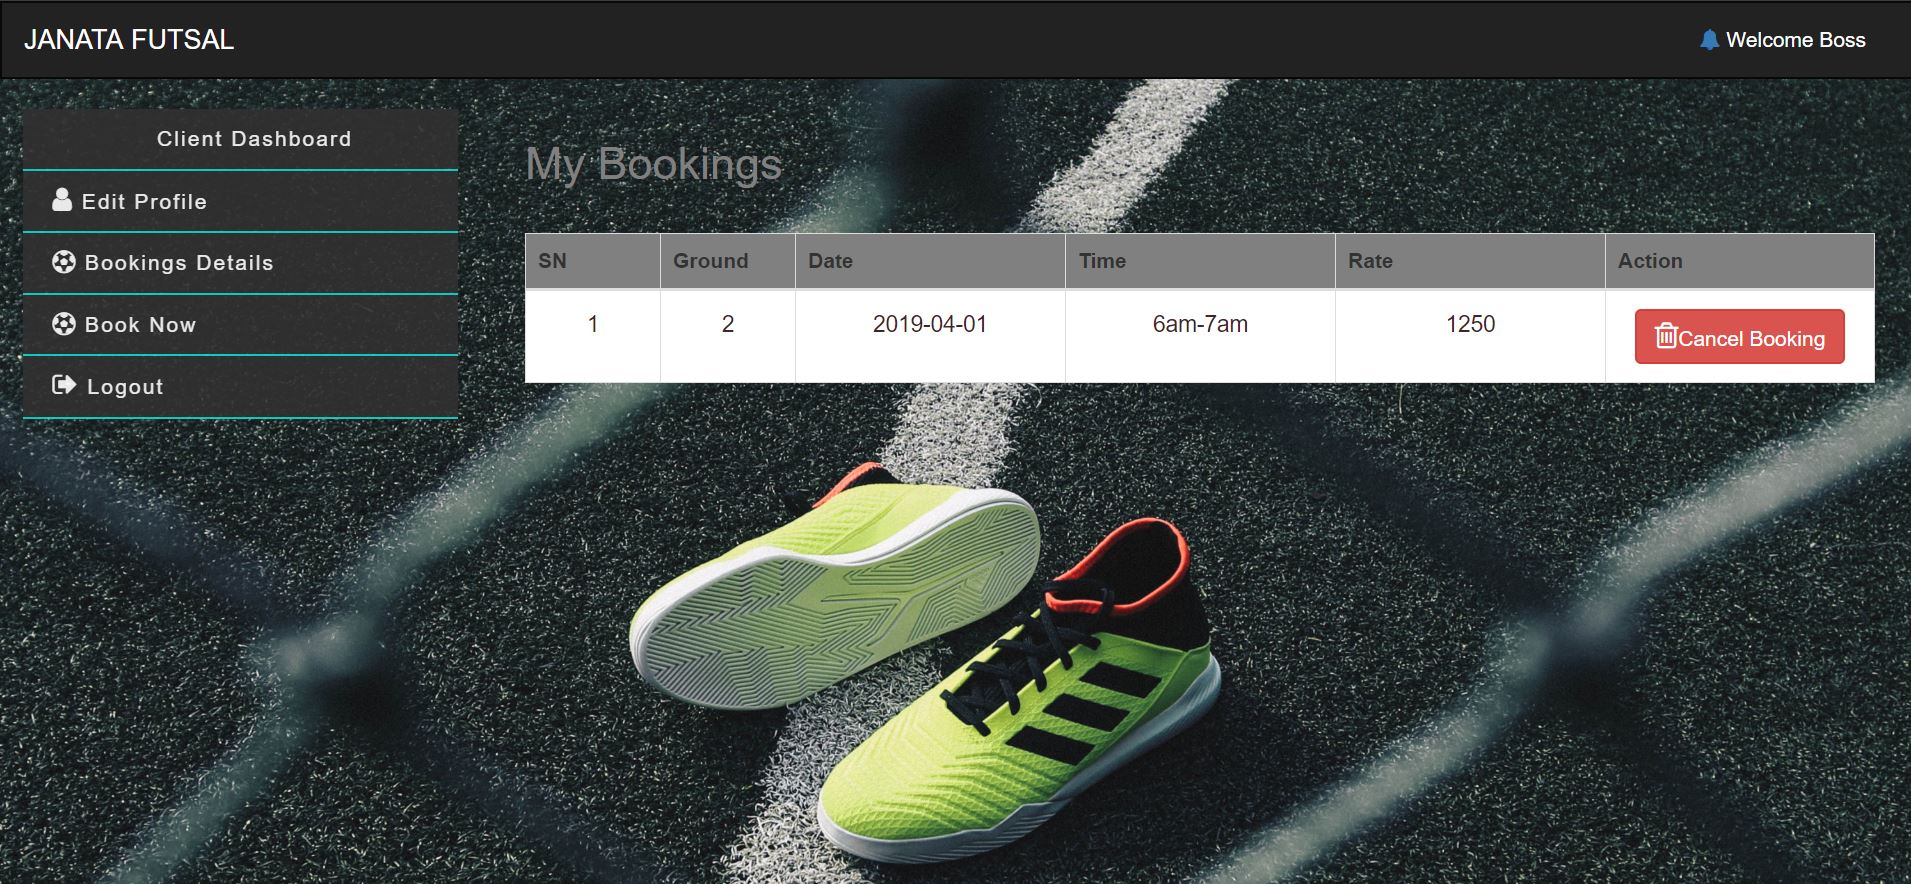 JANATA FUTSAL
Welcome Boss
Client Dashboard
Edit Profile
Bookings Details
Book Now
Logout
My Bookings
SN Ground Date Time Rate Action
1 2 2019-04-01 6am-7am 1250 Cancel Booking